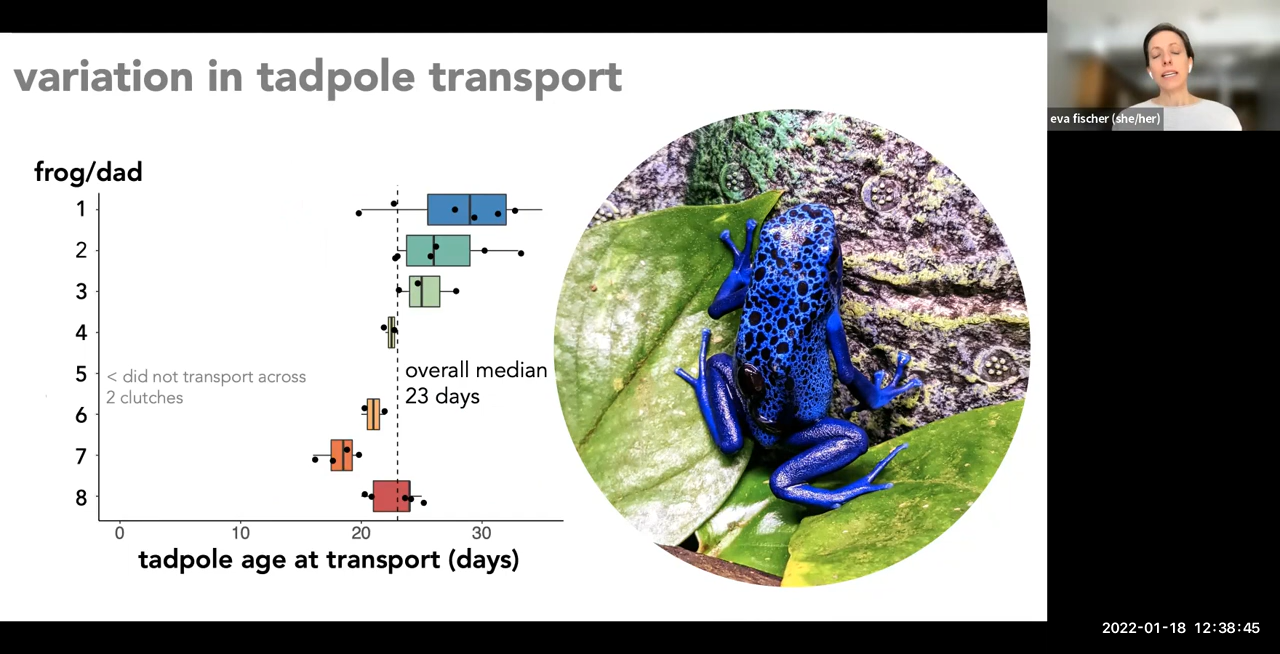 variation in tadpole transport
eva fischer (she/her)
frog/dad
1
2
3
4
5
< did not transport across
2 clutches
overall median
23 days
6
7
8
0 10 20 30
tadpole age at transport (days)
2022-01-18 12:38:45